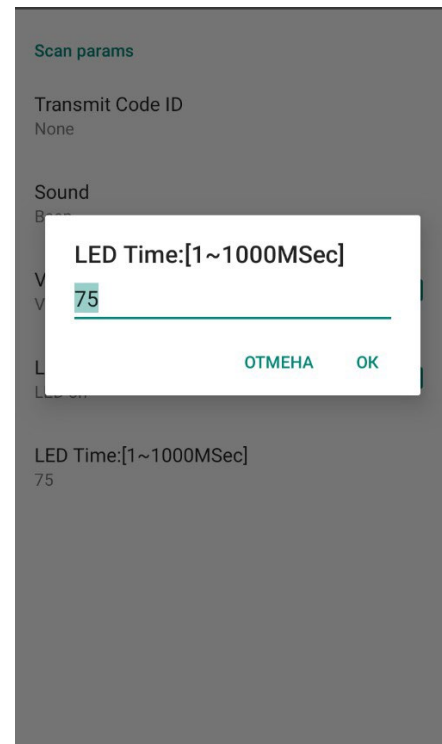 Scan params
Transmit Code ID
None
Sound
LED Time:[1~1000MSec]
75
ОТМЕНА OK
LED Time:[1~1000MSec]
75